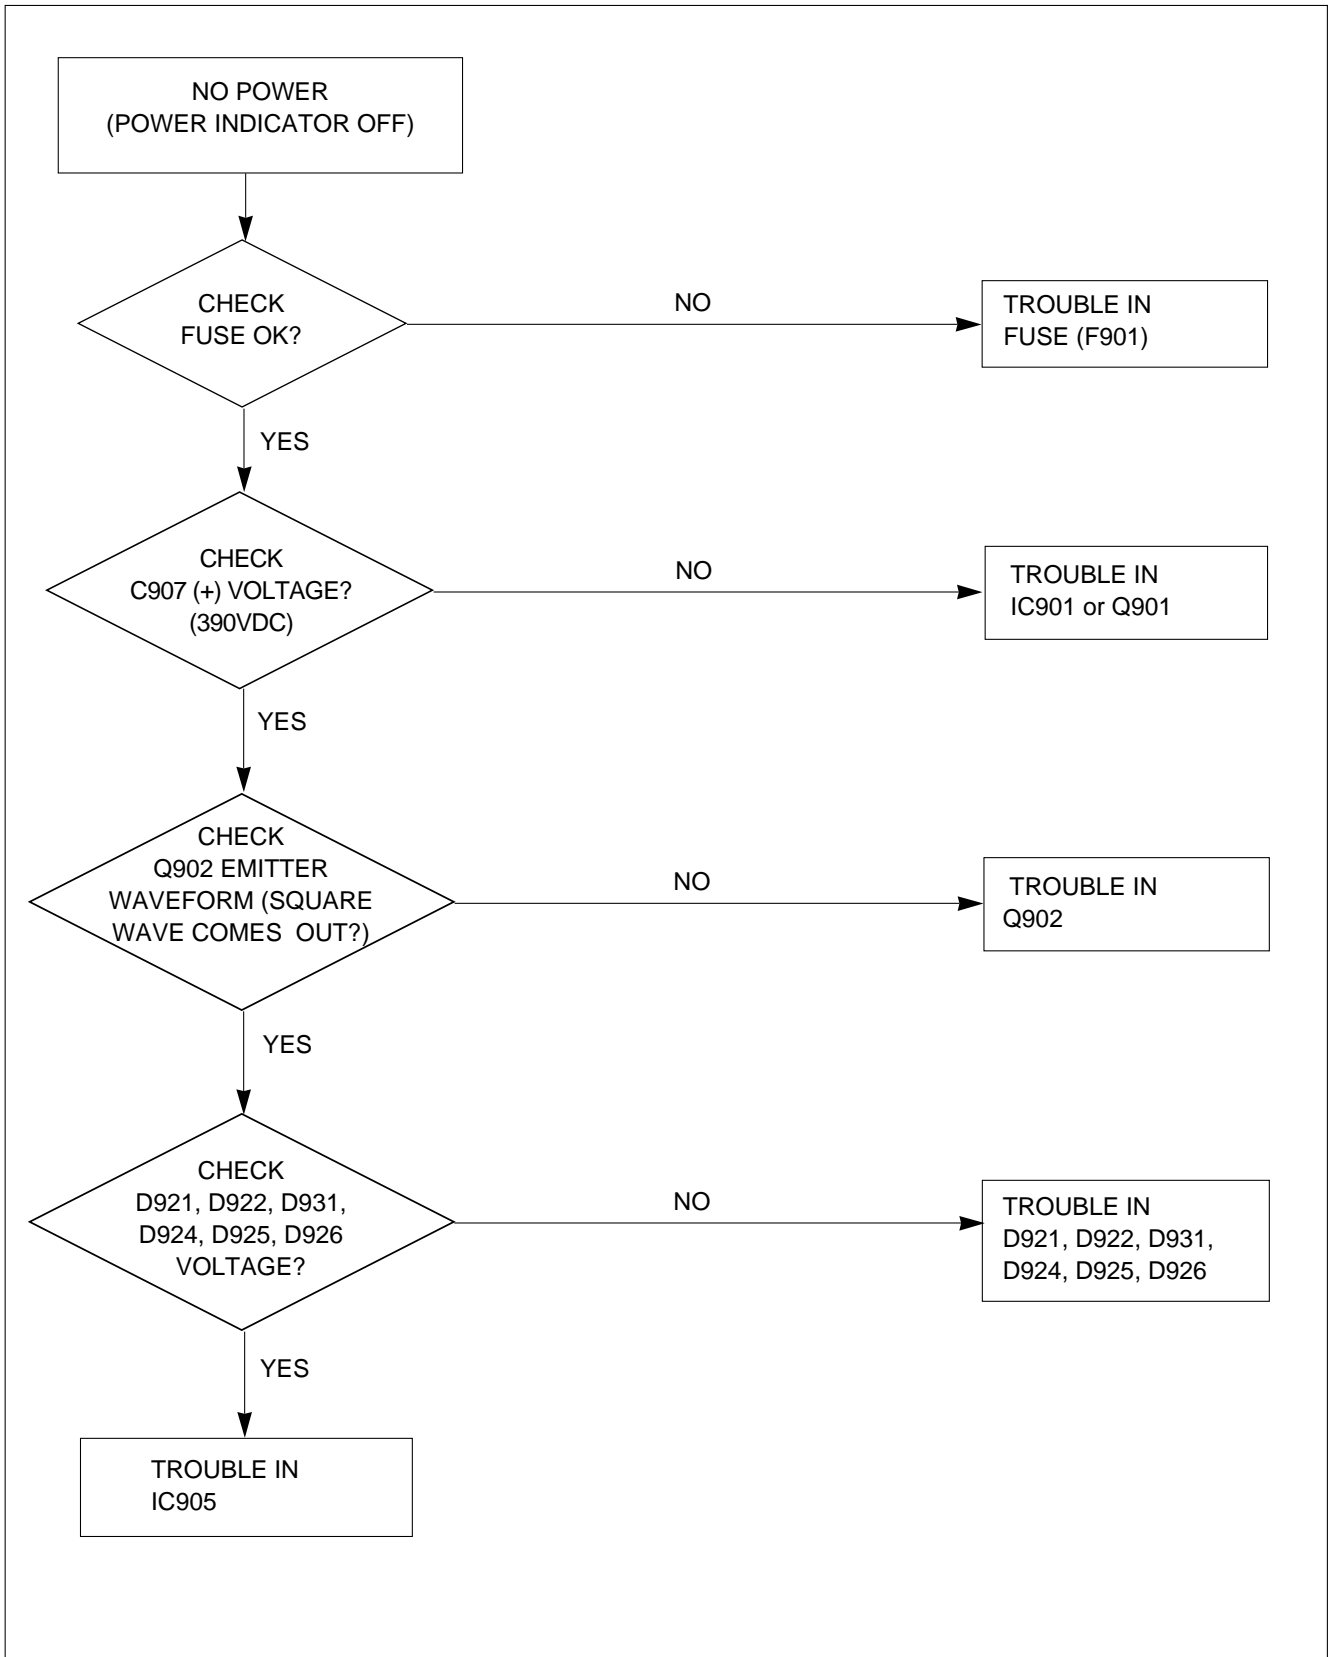 NO POWER
(POWER INDICATOR OFF)
CHECK
FUSE OK?
NO
TROUBLE IN
FUSE (F901)
YES
CHECK
C907 (+) VOLTAGE?
(390VDC)
NO
TROUBLE IN
IC901 or Q901
YES
CHECK
Q902 EMITTER
WAVEFORM (SQUARE
WAVE COMES OUT?)
NO
TROUBLE IN
Q902
YES
CHECK
D921, D922, D931,
D924, D925, D926
VOLTAGE?
NO
TROUBLE IN
D921, D922, D931,
D924, D925, D926
YES
TROUBLE IN
IC905